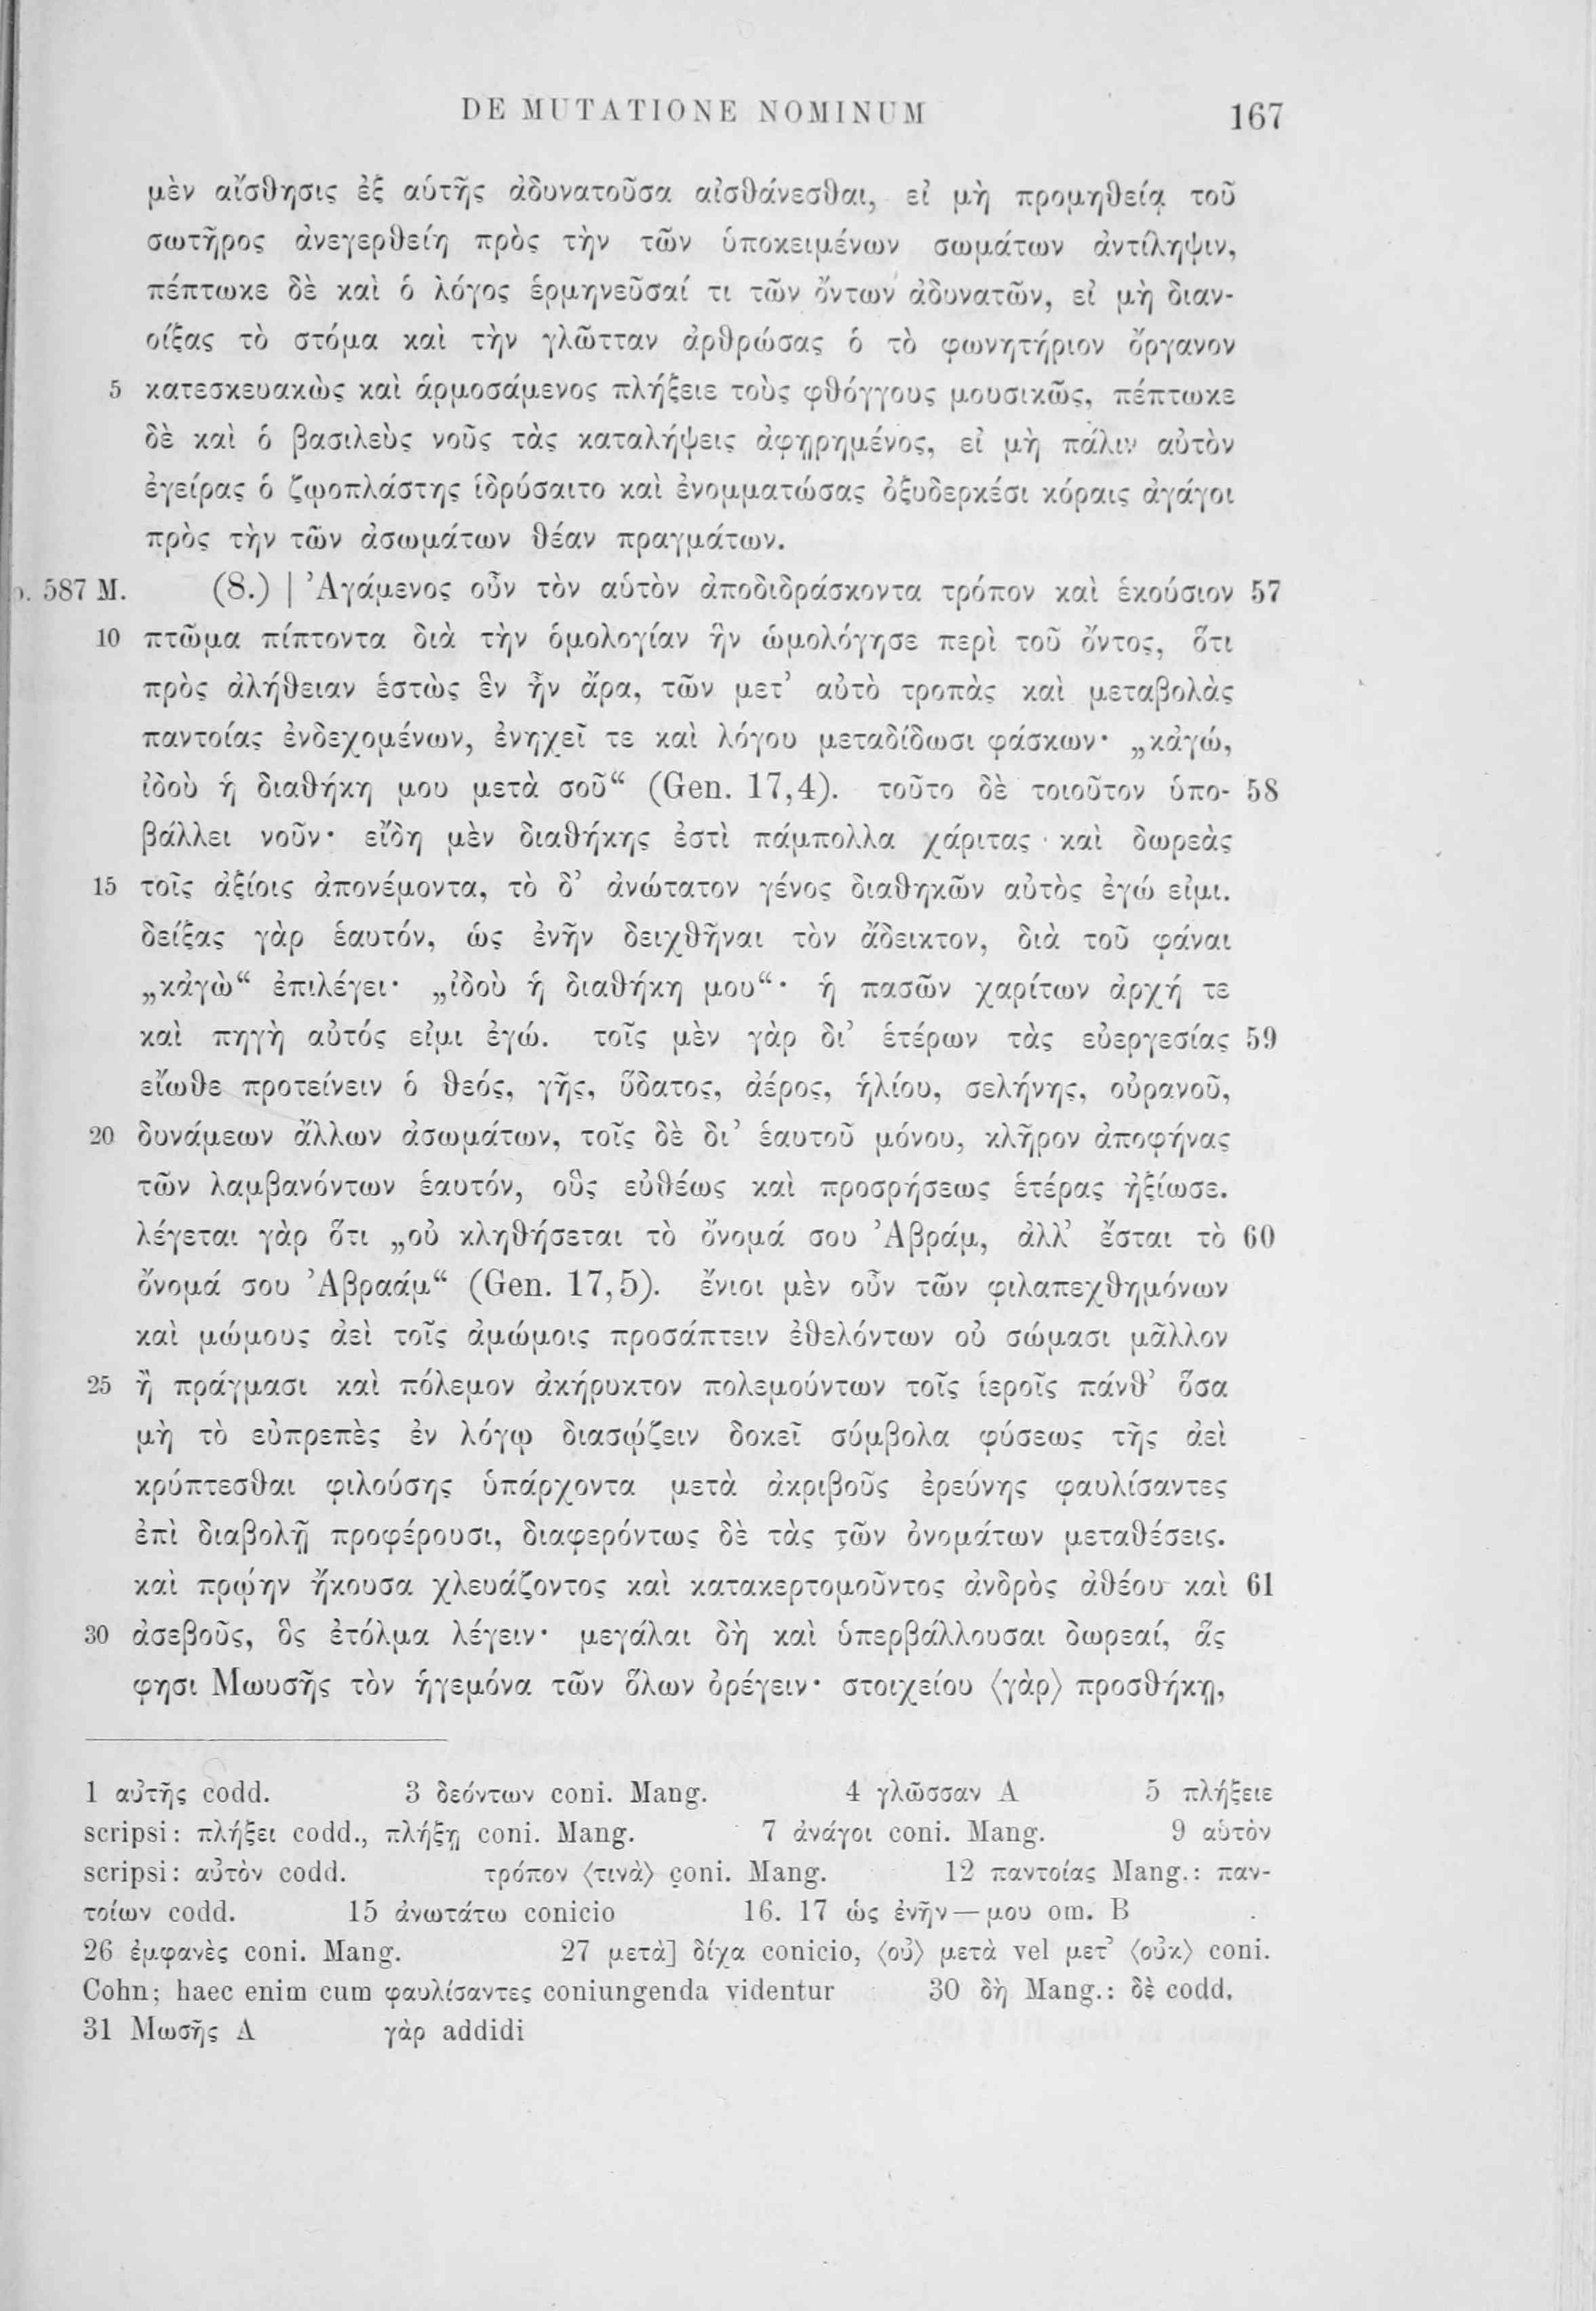 DE MUTATIONE NOMINUM 167
μὲν αἴσθησις ἐξ αὑτῆς ἀδυνατοῦσα αἰσθάνεσθαι, εἰ μὴ προμηθείᾳ τοῦ
σωτῆρος ἀνεγερθείη πρὸς τὴν τῶν ὑποκειμένων σωμάτων ἀντίληψιν,
πέπτωκε δὲ καὶ ὁ λόγος ἑρμηνεῦσαί τι τῶν ὄντων ἀδυνατῶν, εἰ μὴ διαν-
οίξας τὸ στόμα καὶ τὴν γλῶτταν ἀρθρώσας ὁ τὸ φωνητήριον ὄργανον
5 κατεσκευακὼς καὶ ἁρμοσάμενος πλήξειε τοὺς φθόγγους μουσικῶς, πέπτωκε
δὲ καὶ ὁ βασιλεὺς νοῦς τὰς καταλήψεις ἀφῃρημένος, εἰ μὴ πάλιν αὐτὸν
ἐγείρας ὁ ζῳοπλάστης ἱδρύσαιτο καὶ ἐνομματώσας ὀξυδερκέσι κόραις ἀγάγοι
πρὸς τὴν τῶν ἀσωμάτων θέαν πραγμάτων.
p. 587 M. (8.) | Ἀγάμενος οὖν τὸν αὑτὸν ἀποδιδράσκοντα τρόπον καὶ ἑκούσιον 57
10 πτῶμα πίπτοντα διὰ τὴν ὁμολογίαν ἣν ὡμολόγησε περὶ τοῦ ὄντος, ὅτι
πρὸς ἀλήθειαν ἑστὼς ἓν ἦν ἄρα, τῶν μετ’ αὐτὸ τροπὰς καὶ μεταβολὰς
παντοίας ἐνδεχομένων, ἐνηχεῖ τε καὶ λόγου μεταδίδωσι φάσκων· „κἀγώ,
ἰδοὺ ἡ διαθήκη μου μετὰ σοῦ“ (Gen. 17,4). τοῦτο δὲ τοιοῦτον ὑπο- 58
βάλλει νοῦν· εἴδη μὲν διαθήκης ἐστὶ πάμπολλα χάριτας καὶ δωρεὰς
15 τοῖς ἀξίοις ἀπονέμοντα, τὸ δ’ ἀνώτατον γένος διαθηκῶν αὐτὸς ἐγώ εἰμι.
δείξας γὰρ ἑαυτόν, ὡς ἐνῆν δειχθῆναι τὸν ἄδεικτον, διὰ τοῦ φάναι
„κἀγὼ“ ἐπιλέγει· „ἰδοὺ ἡ διαθήκη μου“· ἡ πασῶν χαρίτων ἀρχή τε
καὶ πηγὴ αὐτός εἰμι ἐγώ. τοῖς μὲν γὰρ δι’ ἑτέρων τὰς εὐεργεσίας 59
εἴωθε προτείνειν ὁ θεός, γῆς, ὕδατος, ἀέρος, ἡλίου, σελήνης, οὐρανοῦ,
20 δυνάμεων ἄλλων ἀσωμάτων, τοῖς δὲ δι’ ἑαυτοῦ μόνου, κλῆρον ἀποφήνας
τῶν λαμβανόντων ἑαυτόν, οὓς εὐθέως καὶ προσρήσεως ἑτέρας ἠξίωσε.
λέγεται γὰρ ὅτι „οὐ κληθήσεται τὸ ὄνομά σου Ἀβράμ, ἀλλ’ ἔσται τὸ 60
ὄνομά σου Ἀβραάμ“ (Gen. 17,5). ἔνιοι μὲν οὖν τῶν φιλαπεχθημόνων
καὶ μώμους ἀεὶ τοῖς ἀμώμοις προσάπτειν ἐθελόντων οὐ σώμασι μᾶλλον
25 ἢ πράγμασι καὶ πόλεμον ἀκήρυκτον πολεμούντων τοῖς ἱεροῖς πάνθ’ ὅσα
μὴ τὸ εὐπρεπὲς ἐν λόγῳ διασῴζειν δοκεῖ σύμβολα φύσεως τῆς ἀεὶ
κρύπτεσθαι φιλούσης ὑπάρχοντα μετὰ ἀκριβοῦς ἐρεύνης φαυλίσαντες
ἐπὶ διαβολῇ προφέρουσι, διαφερόντως δὲ τὰς τῶν ὀνομάτων μεταθέσεις.
καὶ πρῴην ἤκουσα χλευάζοντος καὶ κατακερτομοῦντος ἀνδρὸς ἀθέου καὶ 61
30 ἀσεβοῦς, ὃς ἐτόλμα λέγειν· μεγάλαι δὴ καὶ ὑπερβάλλουσαι δωρεαί, ἅς
φησι Μωυσῆς τὸν ἡγεμόνα τῶν ὅλων ὀρέγειν· στοιχείου ⟨γὰρ⟩ προσθήκῃ,
1 αὐτῆς codd. 3 δεόντων coni. Mang. 4 γλῶσσαν A 5 πλήξειε
scripsi: πλήξει codd., πλήξῃ coni. Mang. 7 ἀνάγοι coni. Mang. 9 αὑτὸν
scripsi: αὐτὸν codd. τρόπον ⟨τινὰ⟩ coni. Mang. 12 παντοίας Mang.: παν-
τοίων codd. 15 ἀνωτάτω conicio 16. 17 ὡς ἐνῆν — μου om. B
26 ἐμφανὲς coni. Mang. 27 μετὰ] δίχα conicio, ⟨οὐ⟩ μετὰ vel μετ’ ⟨οὐκ⟩ coni.
Cohn; haec enim cum φαυλίσαντες coniungenda videntur 30 δὴ Mang.: δὲ codd.
31 Μωσῆς A γὰρ addidi